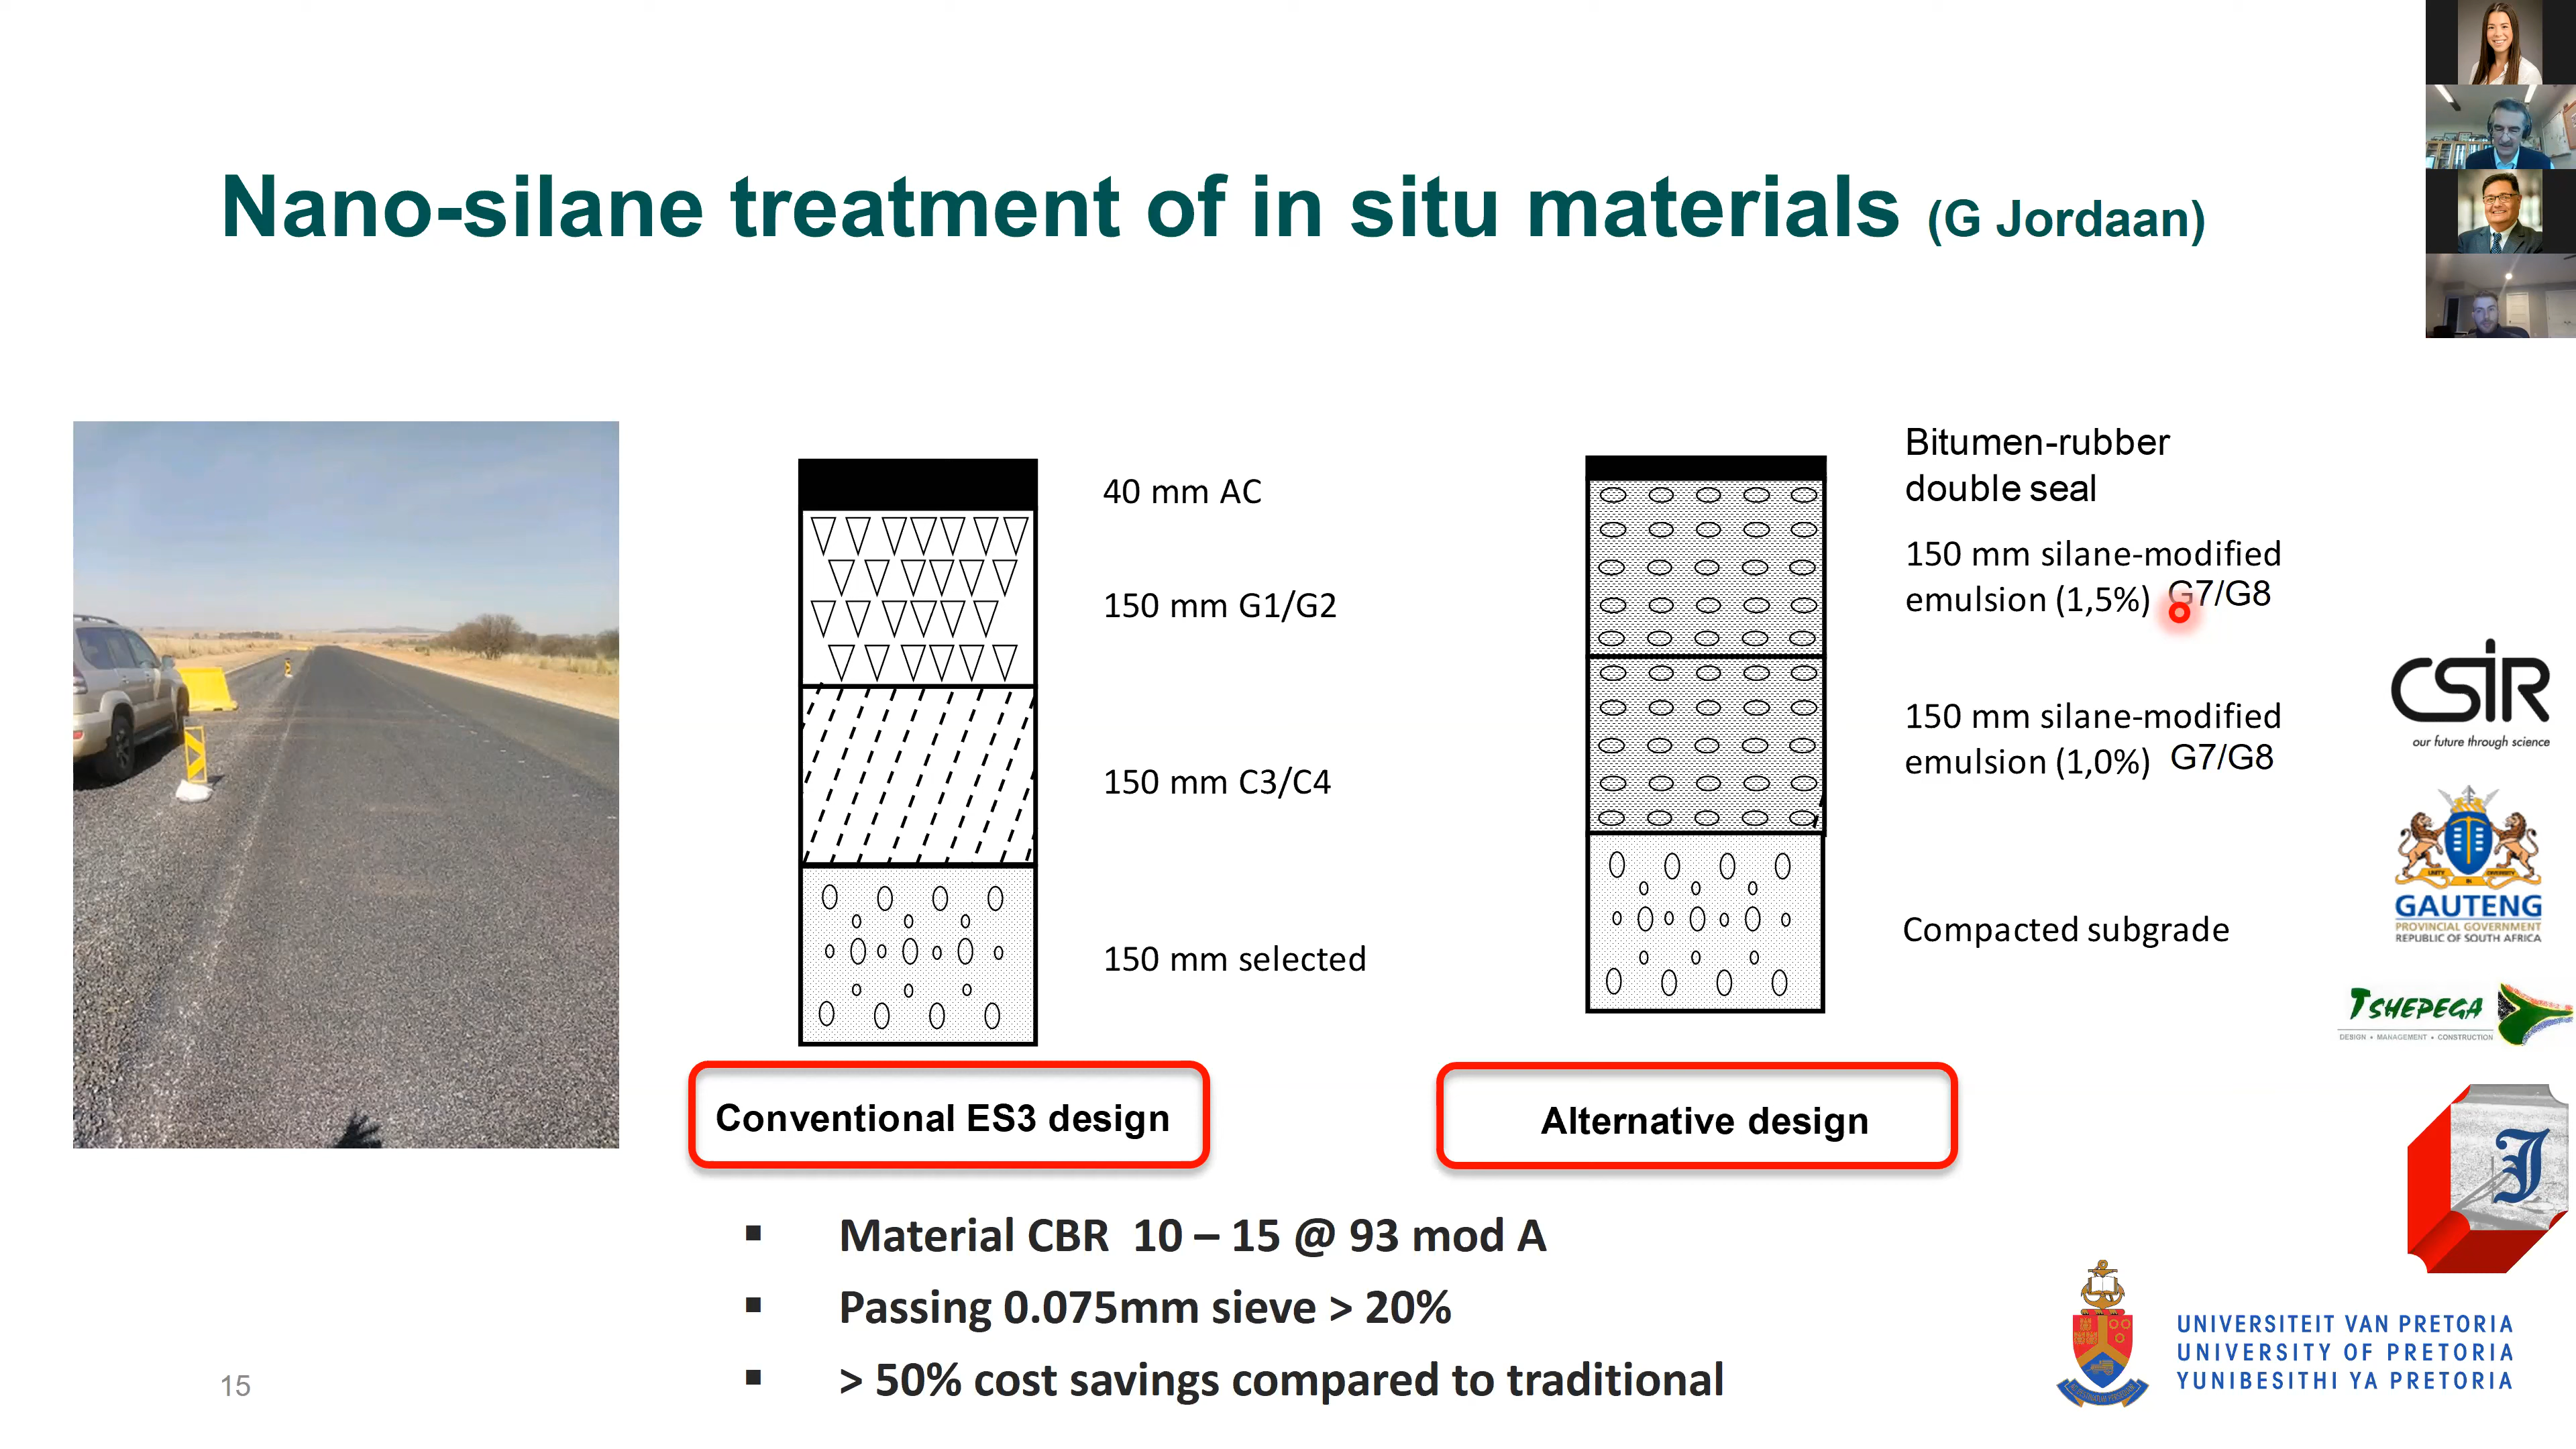 Nano-silane treatment of in situ materials (G Jordaan)
40 mm AC
150 mm G1/G2
150 mm C3/C4
150 mm selected
Conventional ES3 design
Bitumen-rubber
double seal
150 mm silane-modified
emulsion (1,5%) G7/G8
150 mm silane-modified
emulsion (1,0%) G7/G8
Compacted subgrade
Alternative design
▪ Material CBR 10 – 15 @ 93 mod A
▪ Passing 0.075mm sieve > 20%
▪ > 50% cost savings compared to traditional
15
CSIR
our future through science
GAUTENG
PROVINCIAL GOVERNMENT
REPUBLIC OF SOUTH AFRICA
TSHEPEGA
DESIGN • MANAGEMENT • CONSTRUCTION
J
UNIVERSITEIT VAN PRETORIA
UNIVERSITY OF PRETORIA
YUNIBESITHI YA PRETORIA